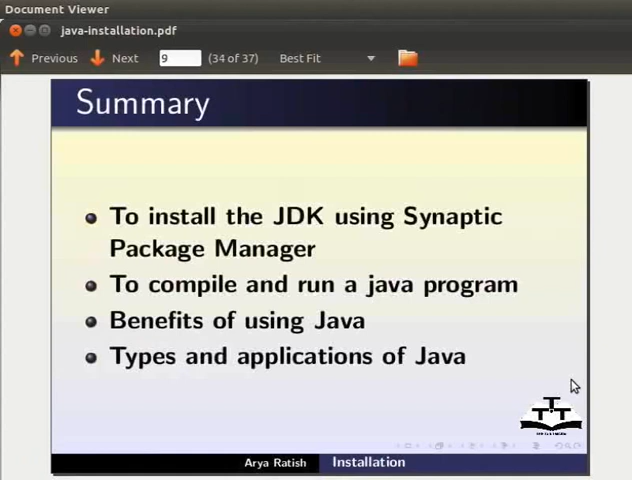 Document Viewer
java-installation.pdf
Previous Next 9 (34 of 37) Best Fit
Summary
To install the JDK using Synaptic
Package Manager
To compile and run a java program
Benefits of using Java
Types and applications of Java
T T T
Arya Ratish Installation